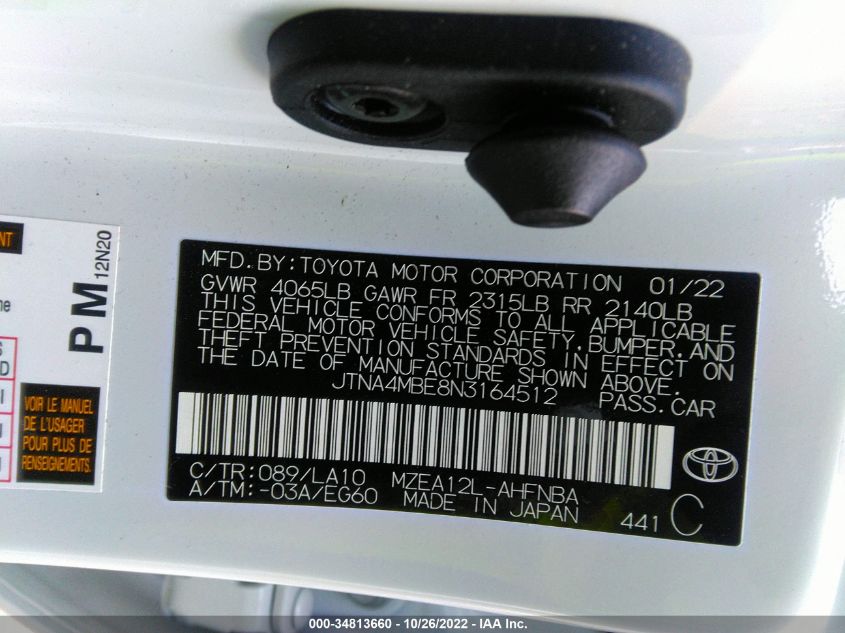 NT
PM 12N20
ne
S
D
I
VOIR LE MANUEL
DE L'USAGER
POUR PLUS DE
RENSEIGNEMENTS.
MFD.BY:TOYOTA MOTOR CORPORATION 01/22
GVWR 4065LB GAWR FR 2315LB RR 2140LB
THIS VEHICLE CONFORMS TO ALL APPLICABLE
FEDERAL MOTOR VEHICLE SAFETY,BUMPER,AND
THEFT PREVENTION STANDARDS IN EFFECT ON
THE DATE OF MANUFACTURE SHOWN ABOVE.
JTNA4MBE8N3164512 PASS.CAR
C/TR:089/LA10 MZEA12L-AHFNBA
A/TM:-03A/EG60 MADE IN JAPAN 441 C
000-34813660 - 10/26/2022 - IAA Inc.